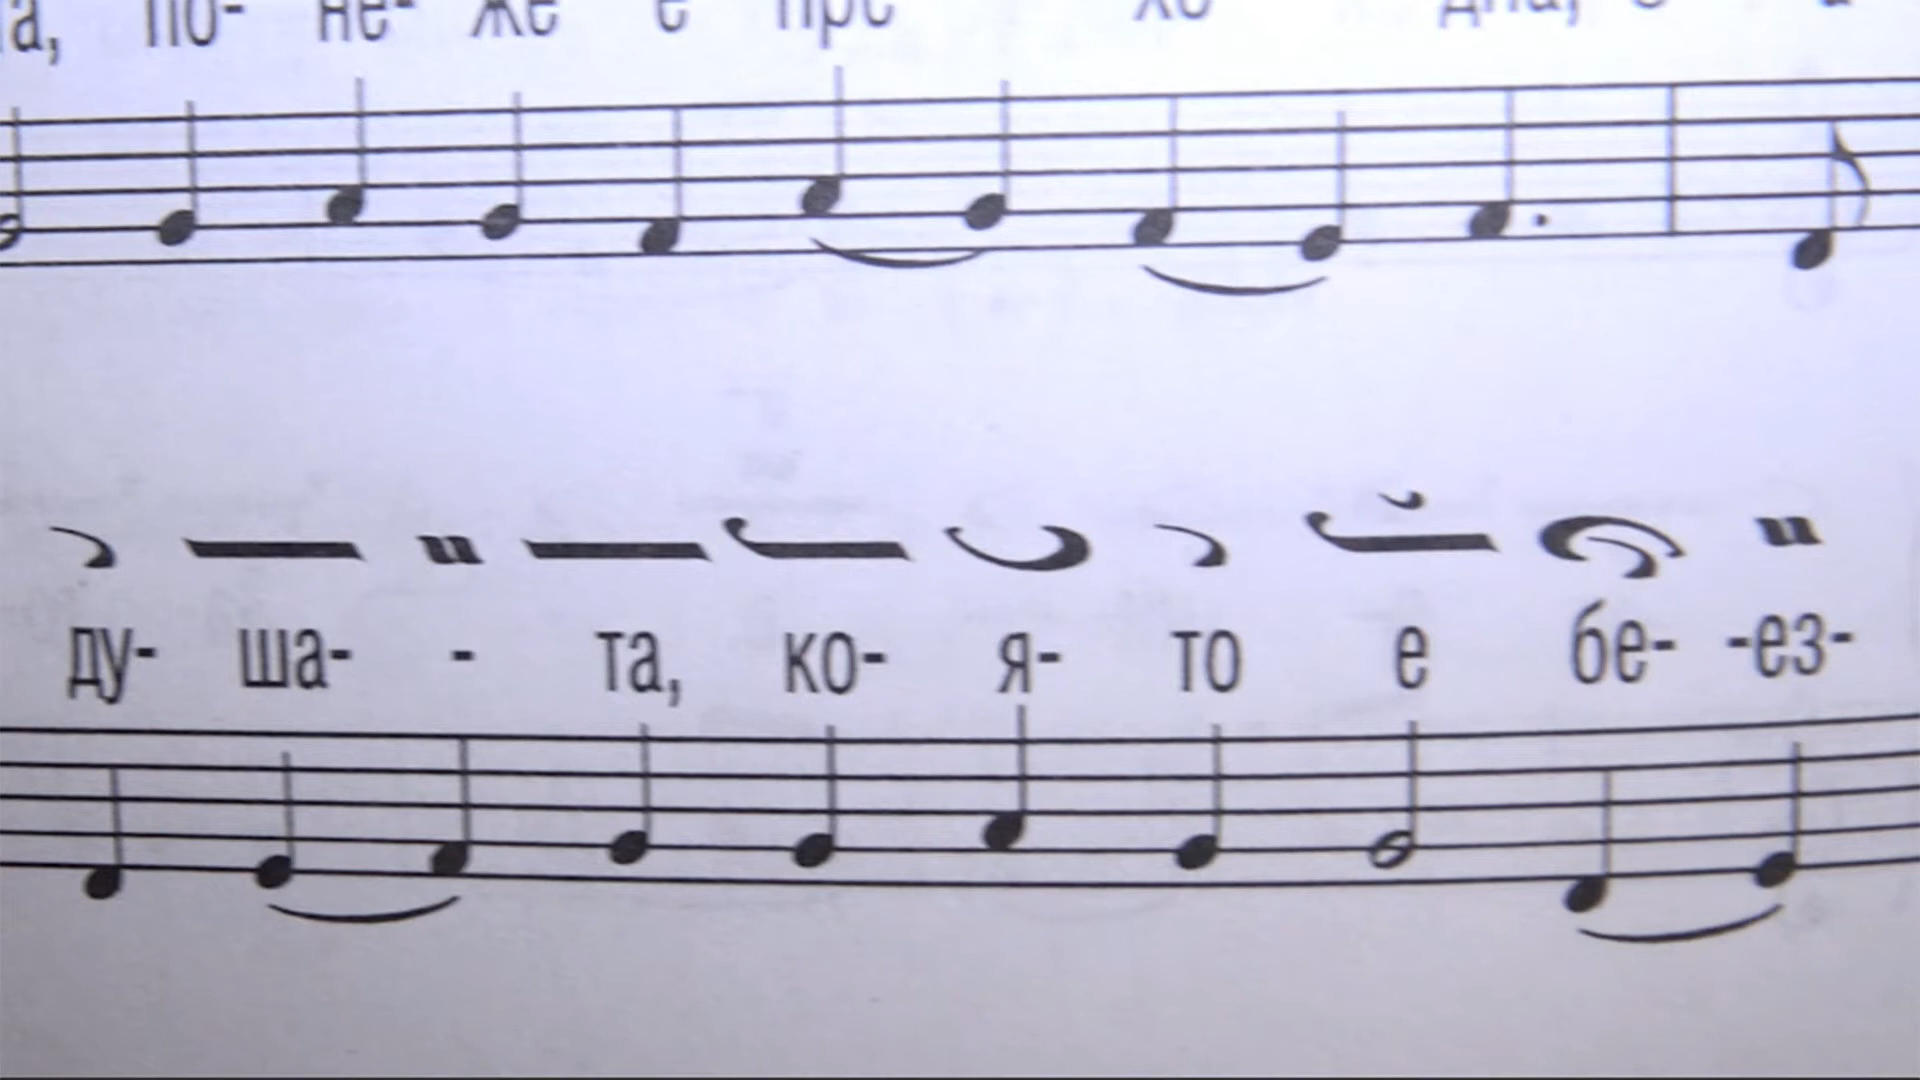 по- не- же е пре
ду- ша- - та, ко- я- то е бе- -ез-